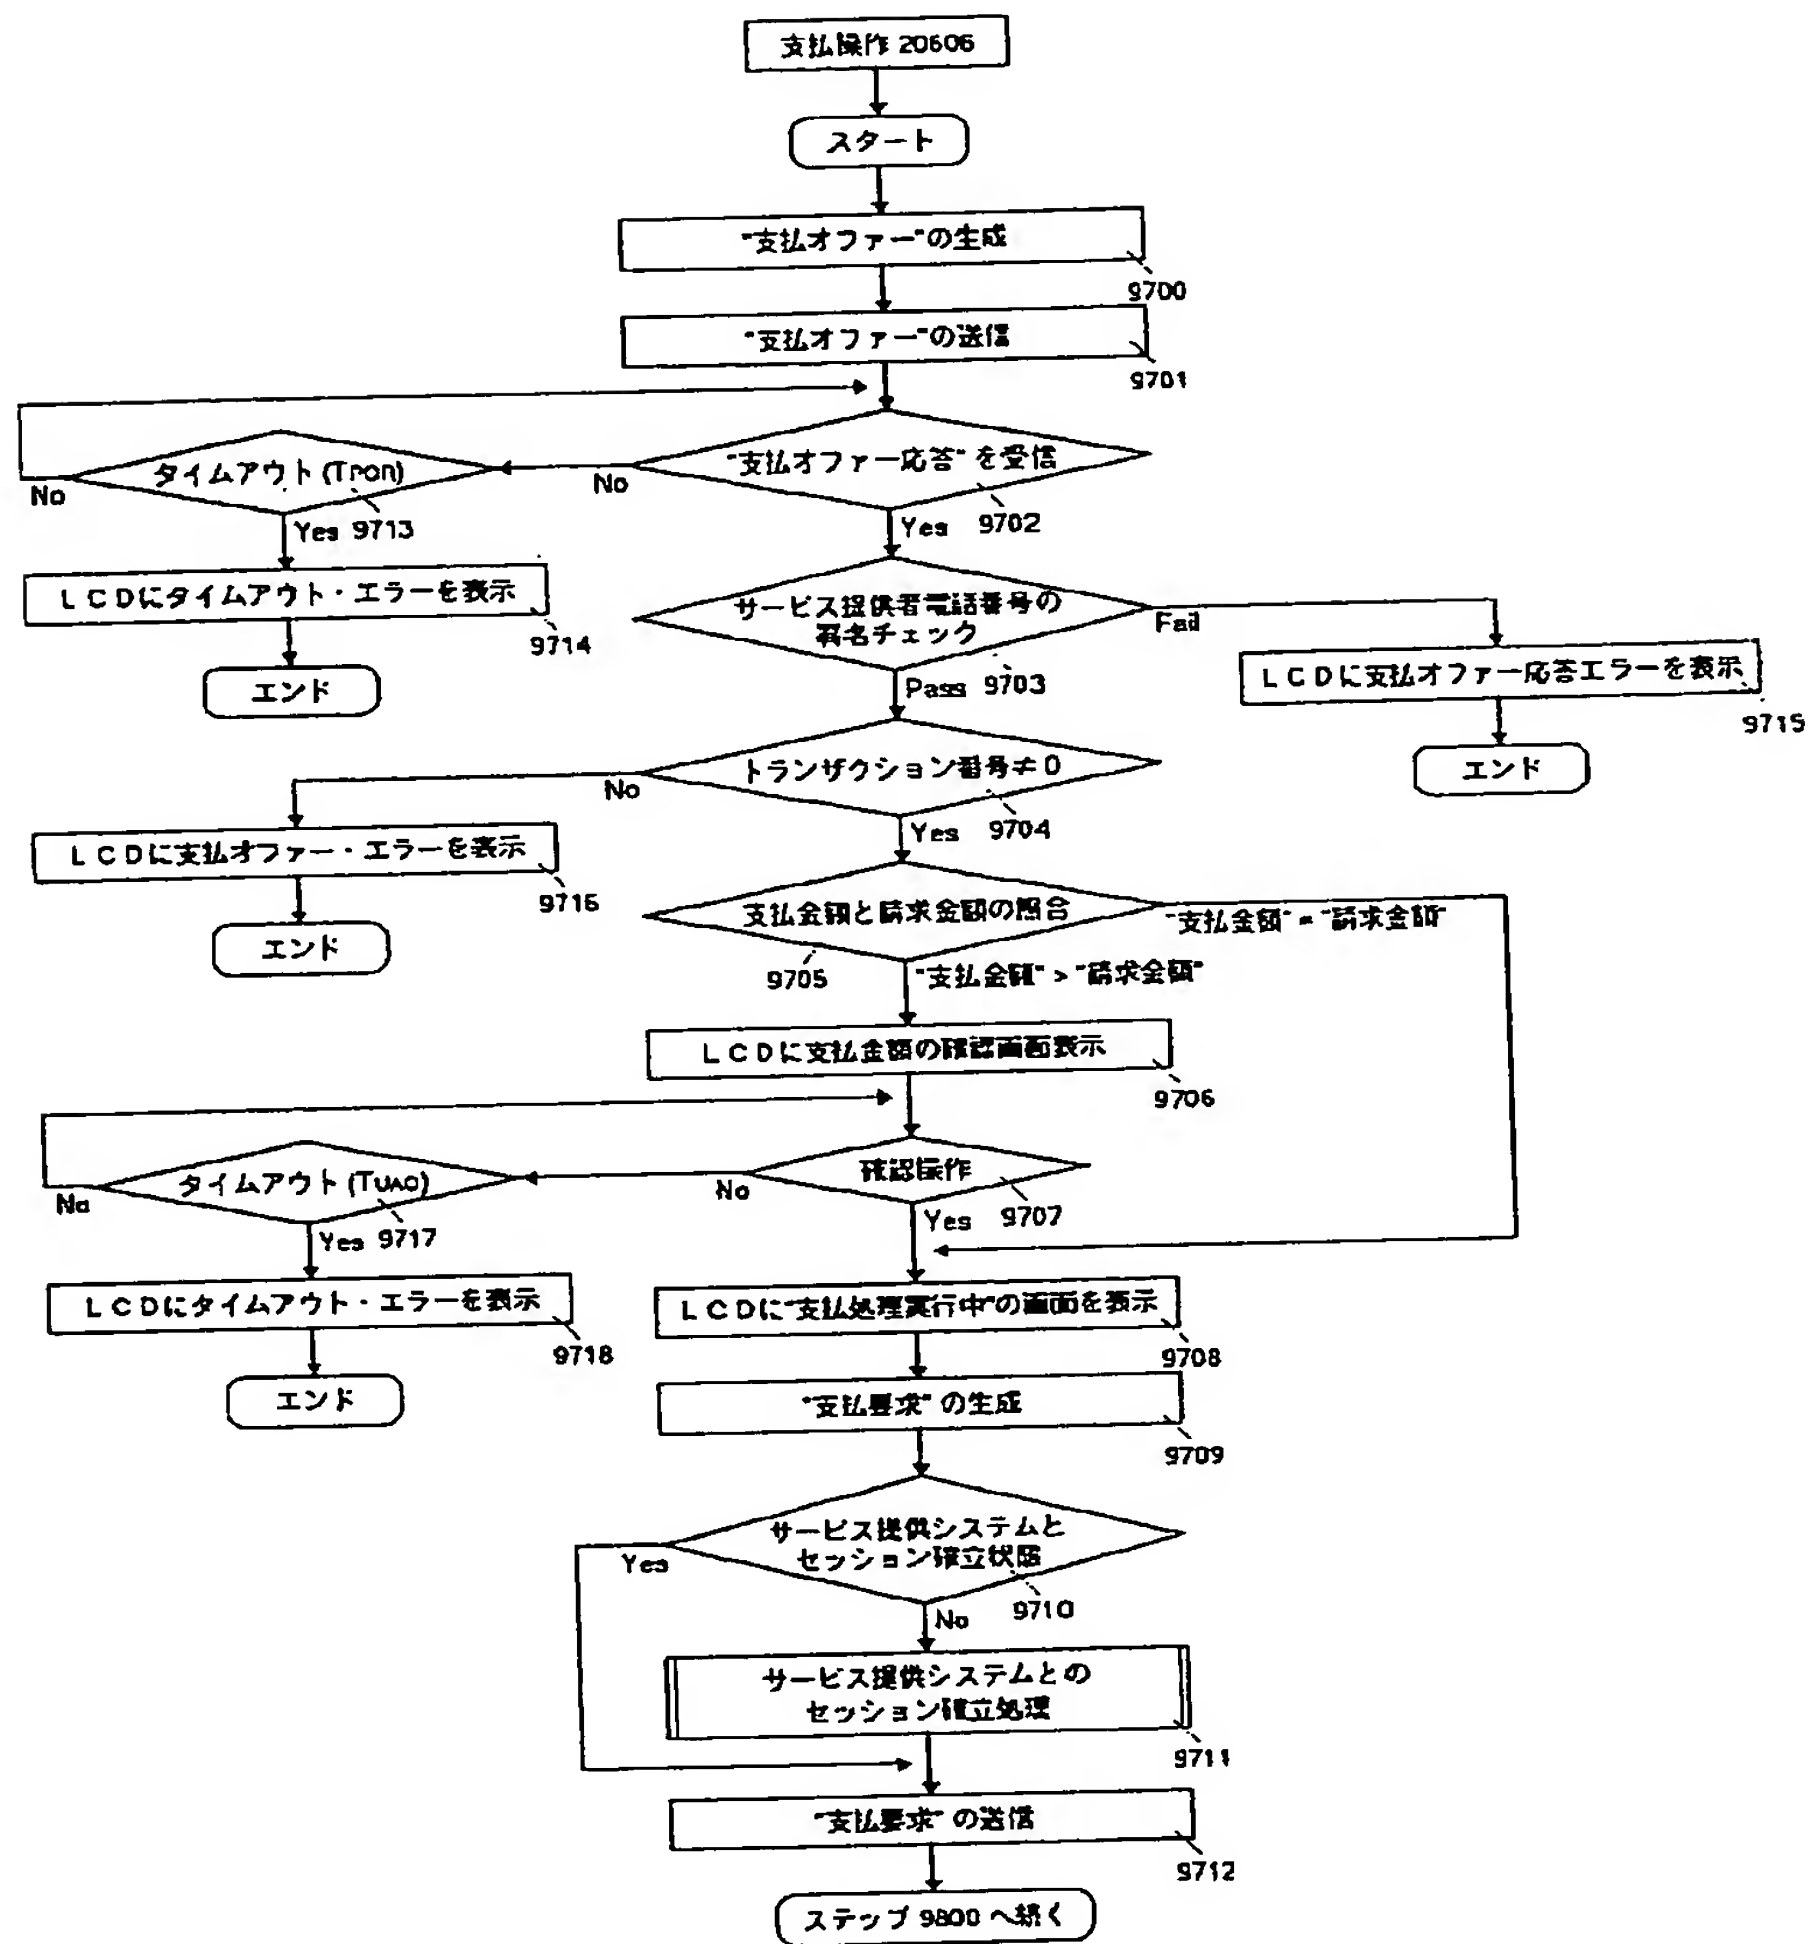 支払操作 20606
スタート
"支払オファー"の生成
9700
"支払オファー"の送信
9701
"支払オファー応答" を受信
9702
No
Yes
タイムアウト (TPON)
9713
No
Yes
LCDにタイムアウト・エラーを表示
9714
エンド
サービス提供者電話番号の
署名チェック
9703
Fail
Pass
LCDに支払オファー応答エラーを表示
9715
エンド
トランザクション番号≠0
9704
No
Yes
LCDに支払オファー・エラーを表示
9716
エンド
支払金額と請求金額の照合
9705
"支払金額" = "請求金額"
"支払金額" > "請求金額"
LCDに支払金額の確認画面表示
9706
確認操作
9707
No
Yes
タイムアウト (TUAO)
9717
No
Yes
LCDにタイムアウト・エラーを表示
9718
エンド
LCDに"支払処理実行中"の画面を表示
9708
"支払要求" の生成
9709
サービス提供システムと
セッション確立状態
9710
Yes
No
サービス提供システムとの
セッション確立処理
9711
"支払要求" の送信
9712
ステップ 9800 へ続く